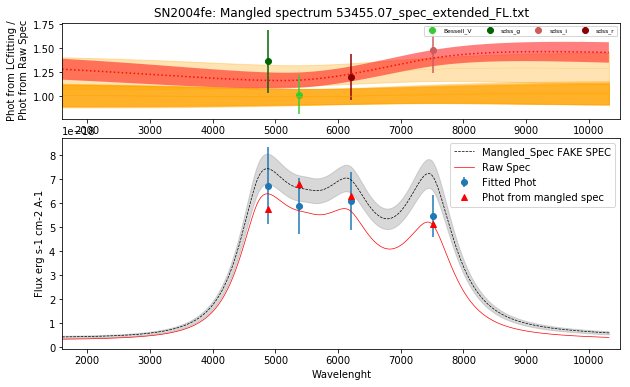 SN2004fe: Mangled spectrum 53455.07_spec_extended_FL.txt
Phot from LCfitting /
Phot from Raw Spec
1.75
1.50
1.25
1.00
Bessell_V
sdss_g
sdss_i
sdss_r
2000 3000 4000 5000 6000 7000 8000 9000 10000
1e−18
Flux erg s-1 cm-2 A-1
8
7
6
5
4
3
2
1
0
Mangled_Spec FAKE SPEC
Raw Spec
Fitted Phot
Phot from mangled spec
2000 3000 4000 5000 6000 7000 8000 9000 10000
Wavelenght